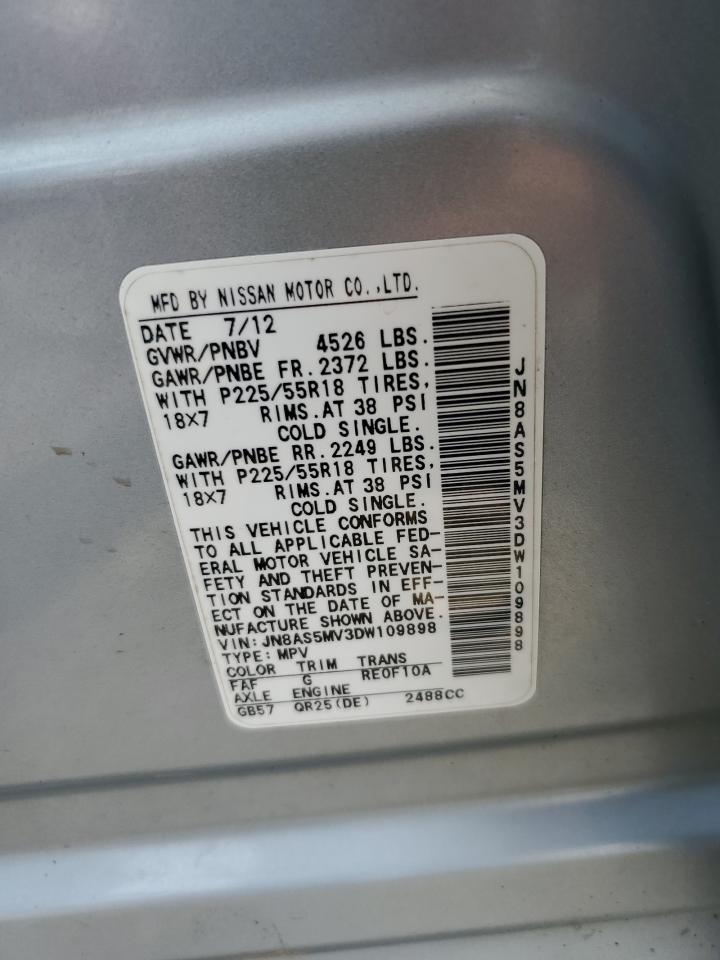 MFD BY NISSAN MOTOR CO.,LTD.
DATE 7/12
GVWR/PNBV 4526 LBS.
GAWR/PNBE FR.2372 LBS.
WITH P225/55R18 TIRES,
18X7 RIMS.AT 38 PSI
COLD SINGLE.
GAWR/PNBE RR.2249 LBS.
WITH P225/55R18 TIRES,
18X7 RIMS.AT 38 PSI
COLD SINGLE.
THIS VEHICLE CONFORMS
TO ALL APPLICABLE FED-
ERAL MOTOR VEHICLE SA-
FETY AND THEFT PREVEN-
TION STANDARDS IN EFF-
ECT ON THE DATE OF MA-
NUFACTURE SHOWN ABOVE.
VIN:JN8AS5MV3DW109898
TYPE:MPV
COLOR TRIM TRANS
FAF G RE0F10A
AXLE ENGINE
GB57 QR25(DE) 2488CC
JN8AS5MV3DW109898